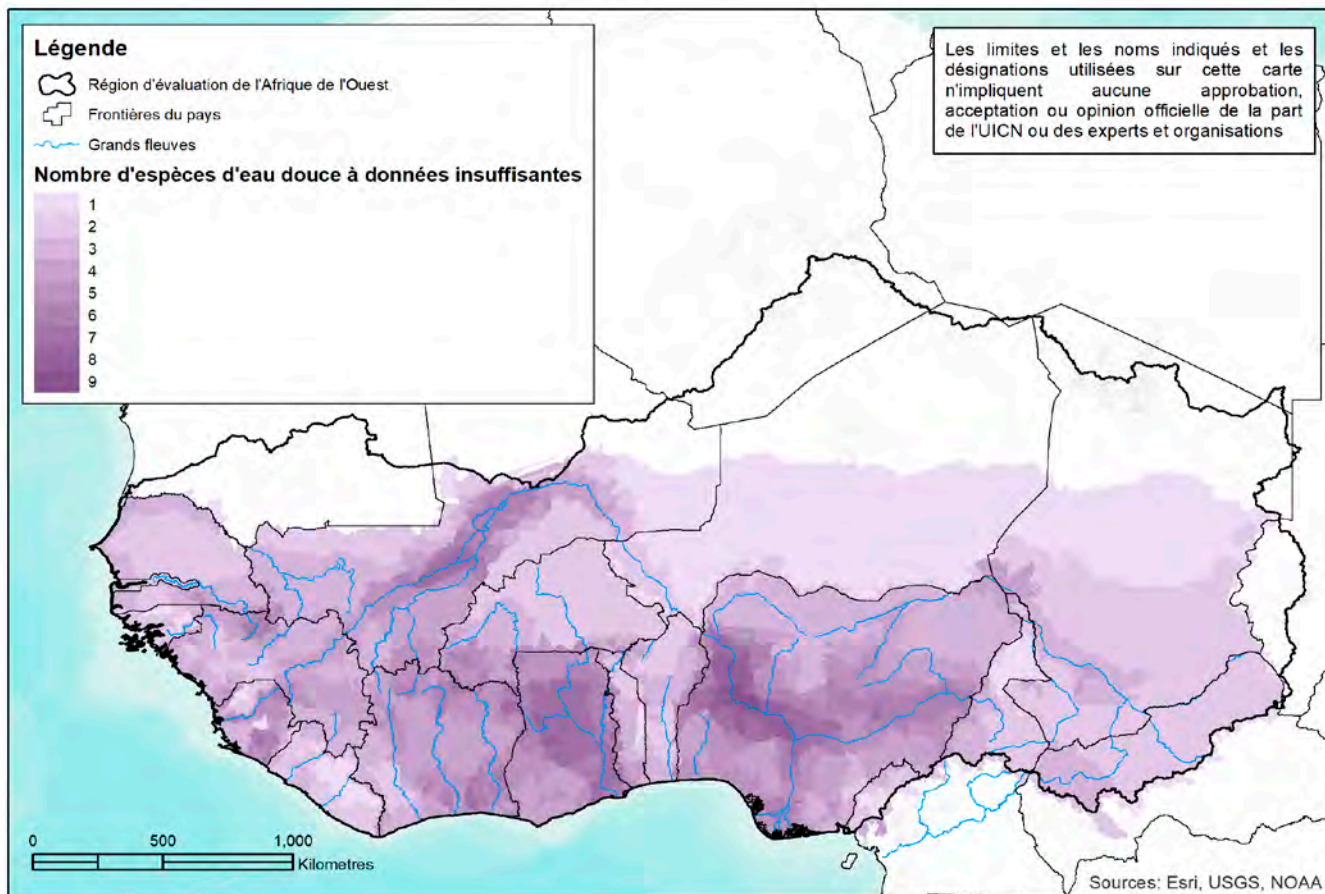 Légende
Région d'évaluation de l'Afrique de l'Ouest
Frontières du pays
Grands fleuves
Nombre d'espèces d'eau douce à données insuffisantes
1
2
3
4
5
6
7
8
9
Les limites et les noms indiqués et les
désignations utilisées sur cette carte
n'impliquent aucune approbation,
acceptation ou opinion officielle de la part
de l'UICN ou des experts et organisations
0 500 1,000
Kilometres
Sources: Esri, USGS, NOAA